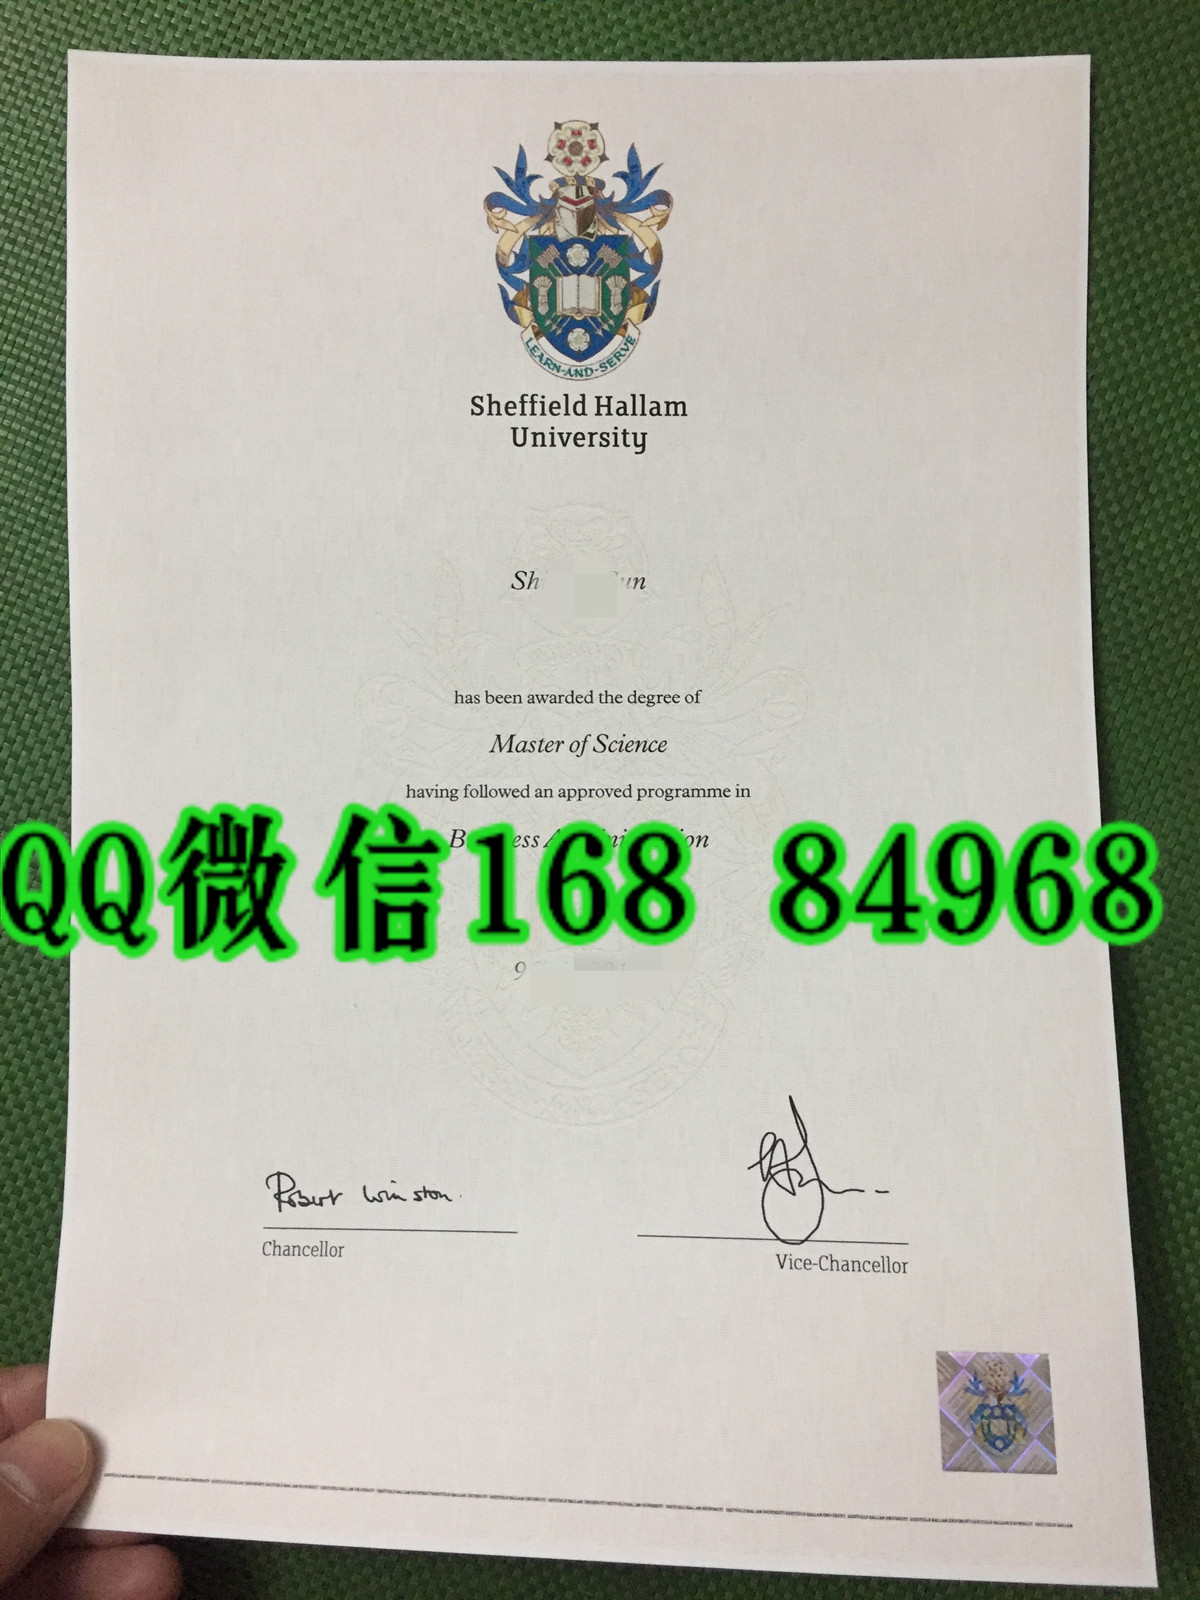 LEARN-AND-SERVE
Sheffield Hallam
University
has been awarded the degree of
Master of Science
having followed an approved programme in
QQ微信168 84968
9
Robert Winston
Chancellor
Vice-Chancellor